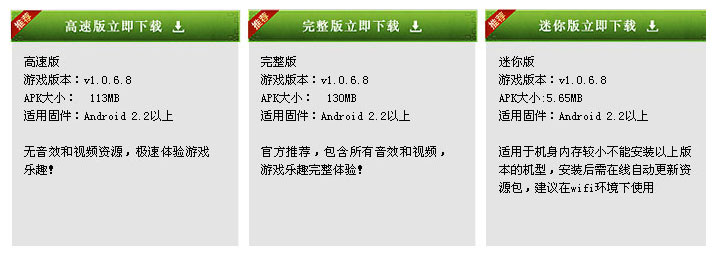 推荐
高速版立即下载
高速版
游戏版本：v1.0.6.8
APK大小： 113MB
适用固件：Android 2.2以上
无音效和视频资源，极速体验游戏
乐趣！
推荐
完整版立即下载
完整版
游戏版本：v1.0.6.8
APK大小： 130MB
适用固件：Android 2.2以上
官方推荐，包含所有音效和视频，
游戏乐趣完整体验！
推荐
迷你版立即下载
迷你版
游戏版本：v1.0.6.8
APK大小:5.65MB
适用固件：Android 2.2以上
适用于机身内存较小不能安装以上版
本的机型，安装后需在线自动更新资
源包，建议在wifi环境下使用